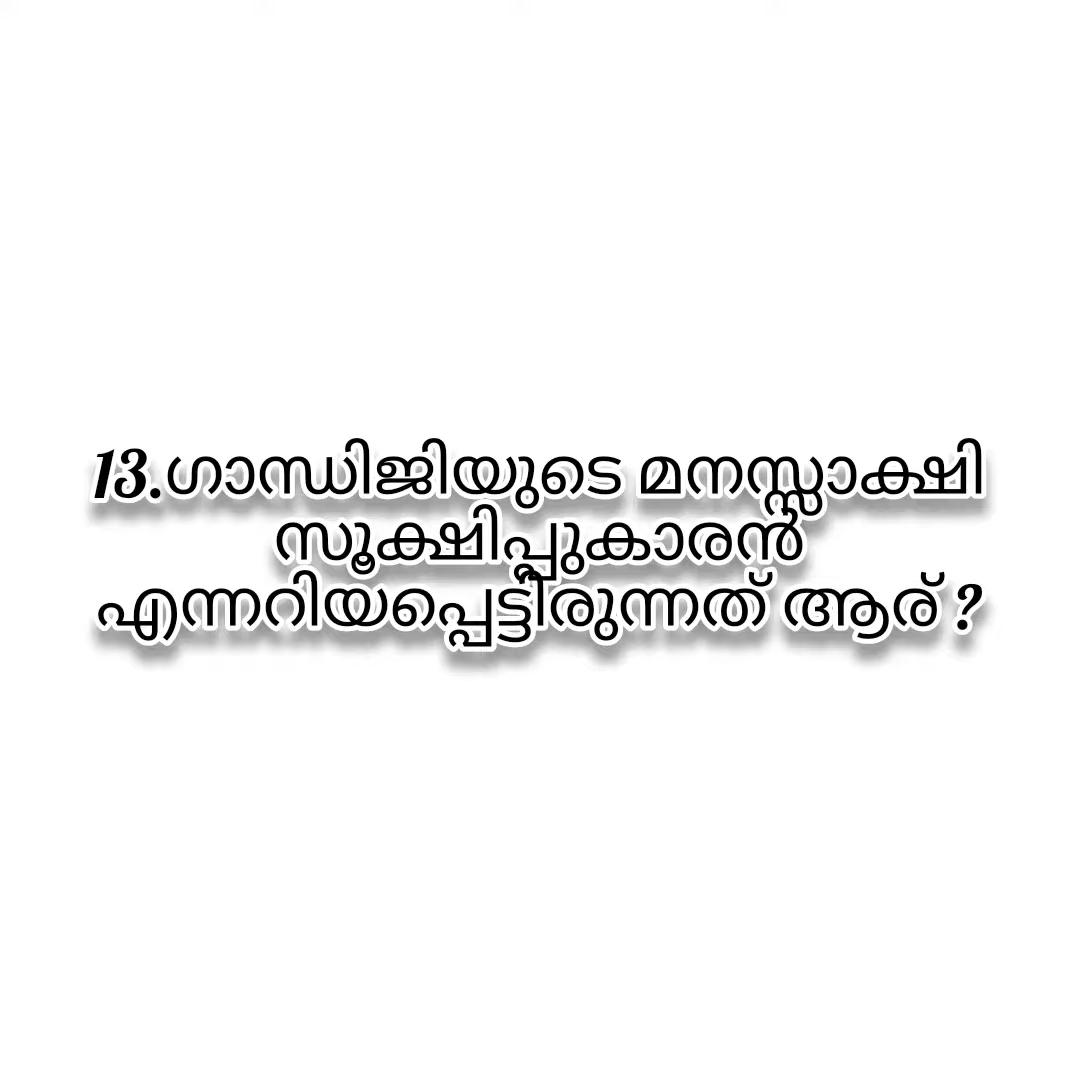 13.ഗാന്ധിജിയുടെ മനസ്സാക്ഷി
സൂക്ഷിപ്പുകാരൻ
എന്നറിയപ്പെട്ടിരുന്നത് ആര് ?